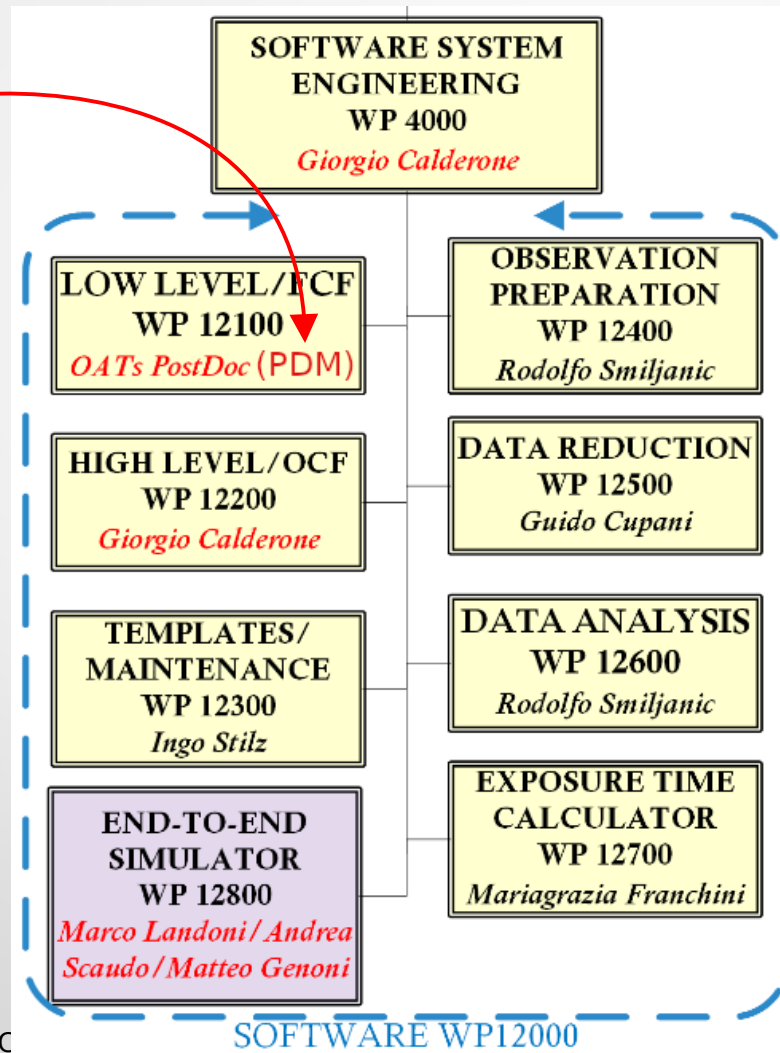 SOFTWARE SYSTEM
ENGINEERING
WP 4000
Giorgio Calderone
LOW LEVEL/FCF
WP 12100
OATs PostDoc (PDM)
OBSERVATION
PREPARATION
WP 12400
Rodolfo Smiljanic
HIGH LEVEL/OCF
WP 12200
Giorgio Calderone
DATA REDUCTION
WP 12500
Guido Cupani
TEMPLATES/
MAINTENANCE
WP 12300
Ingo Stilz
DATA ANALYSIS
WP 12600
Rodolfo Smiljanic
END-TO-END
SIMULATOR
WP 12800
Marco Landoni/Andrea
Scaudo/Matteo Genoni
EXPOSURE TIME
CALCULATOR
WP 12700
Mariagrazia Franchini
SOFTWARE WP12000